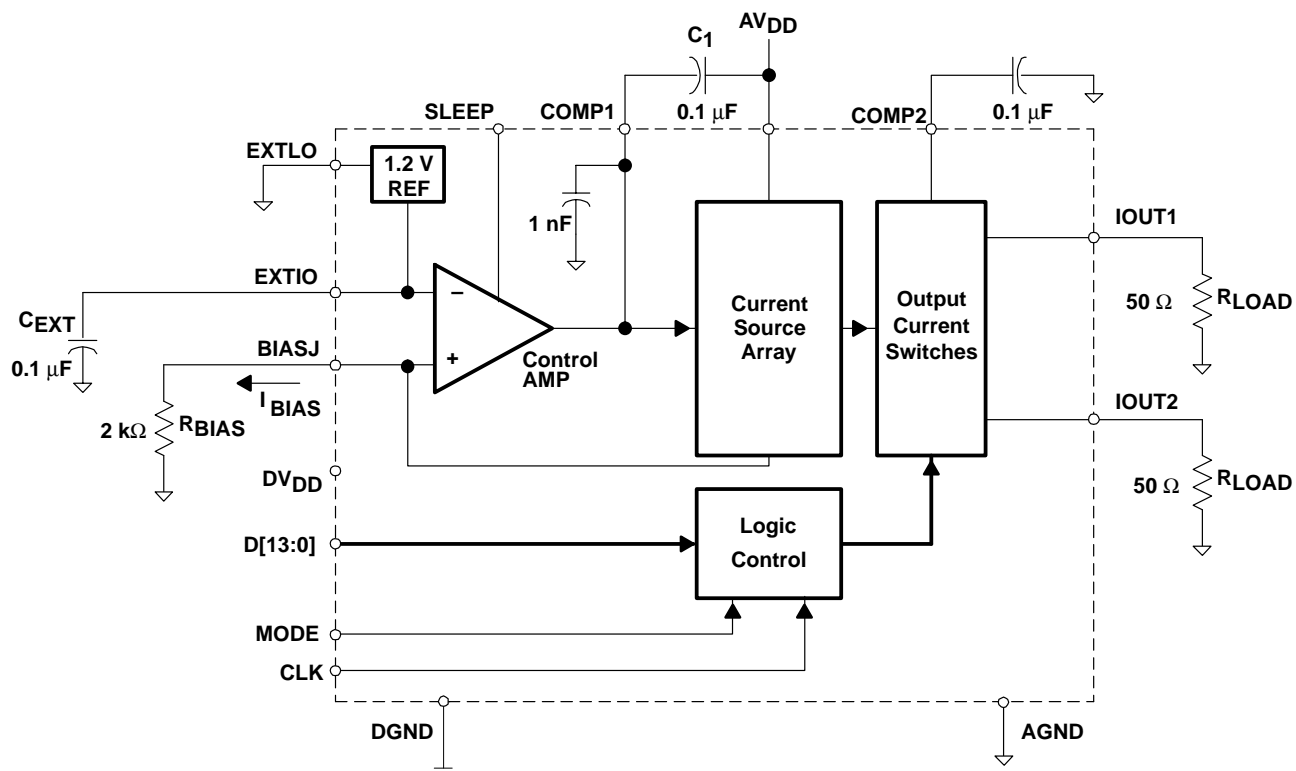 AVDD
C1
0.1 μF
0.1 μF
SLEEP
COMP1
COMP2
EXTLO
1.2 V
REF
1 nF
IOUT1
EXTIO
−
+
Control
AMP
Current
Source
Array
Output
Current
Switches
50 Ω
RLOAD
CEXT
0.1 μF
BIASJ
IBIAS
2 kΩ
RBIAS
IOUT2
50 Ω
RLOAD
DVDD
D[13:0]
Logic
Control
MODE
CLK
DGND
AGND